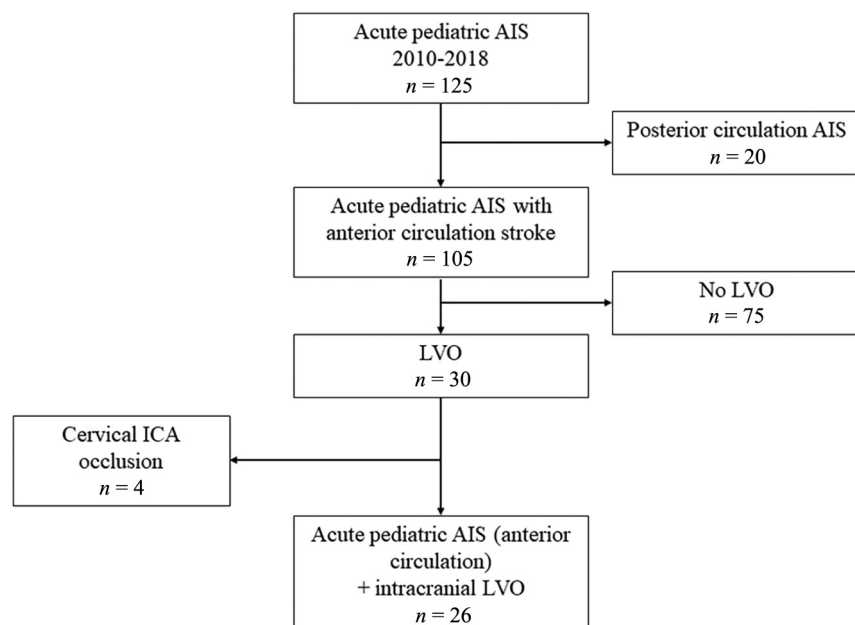 Acute pediatric AIS
2010-2018
n = 125
Posterior circulation AIS
n = 20
Acute pediatric AIS with
anterior circulation stroke
n = 105
No LVO
n = 75
LVO
n = 30
Cervical ICA
occlusion
n = 4
Acute pediatric AIS (anterior
circulation)
+ intracranial LVO
n = 26